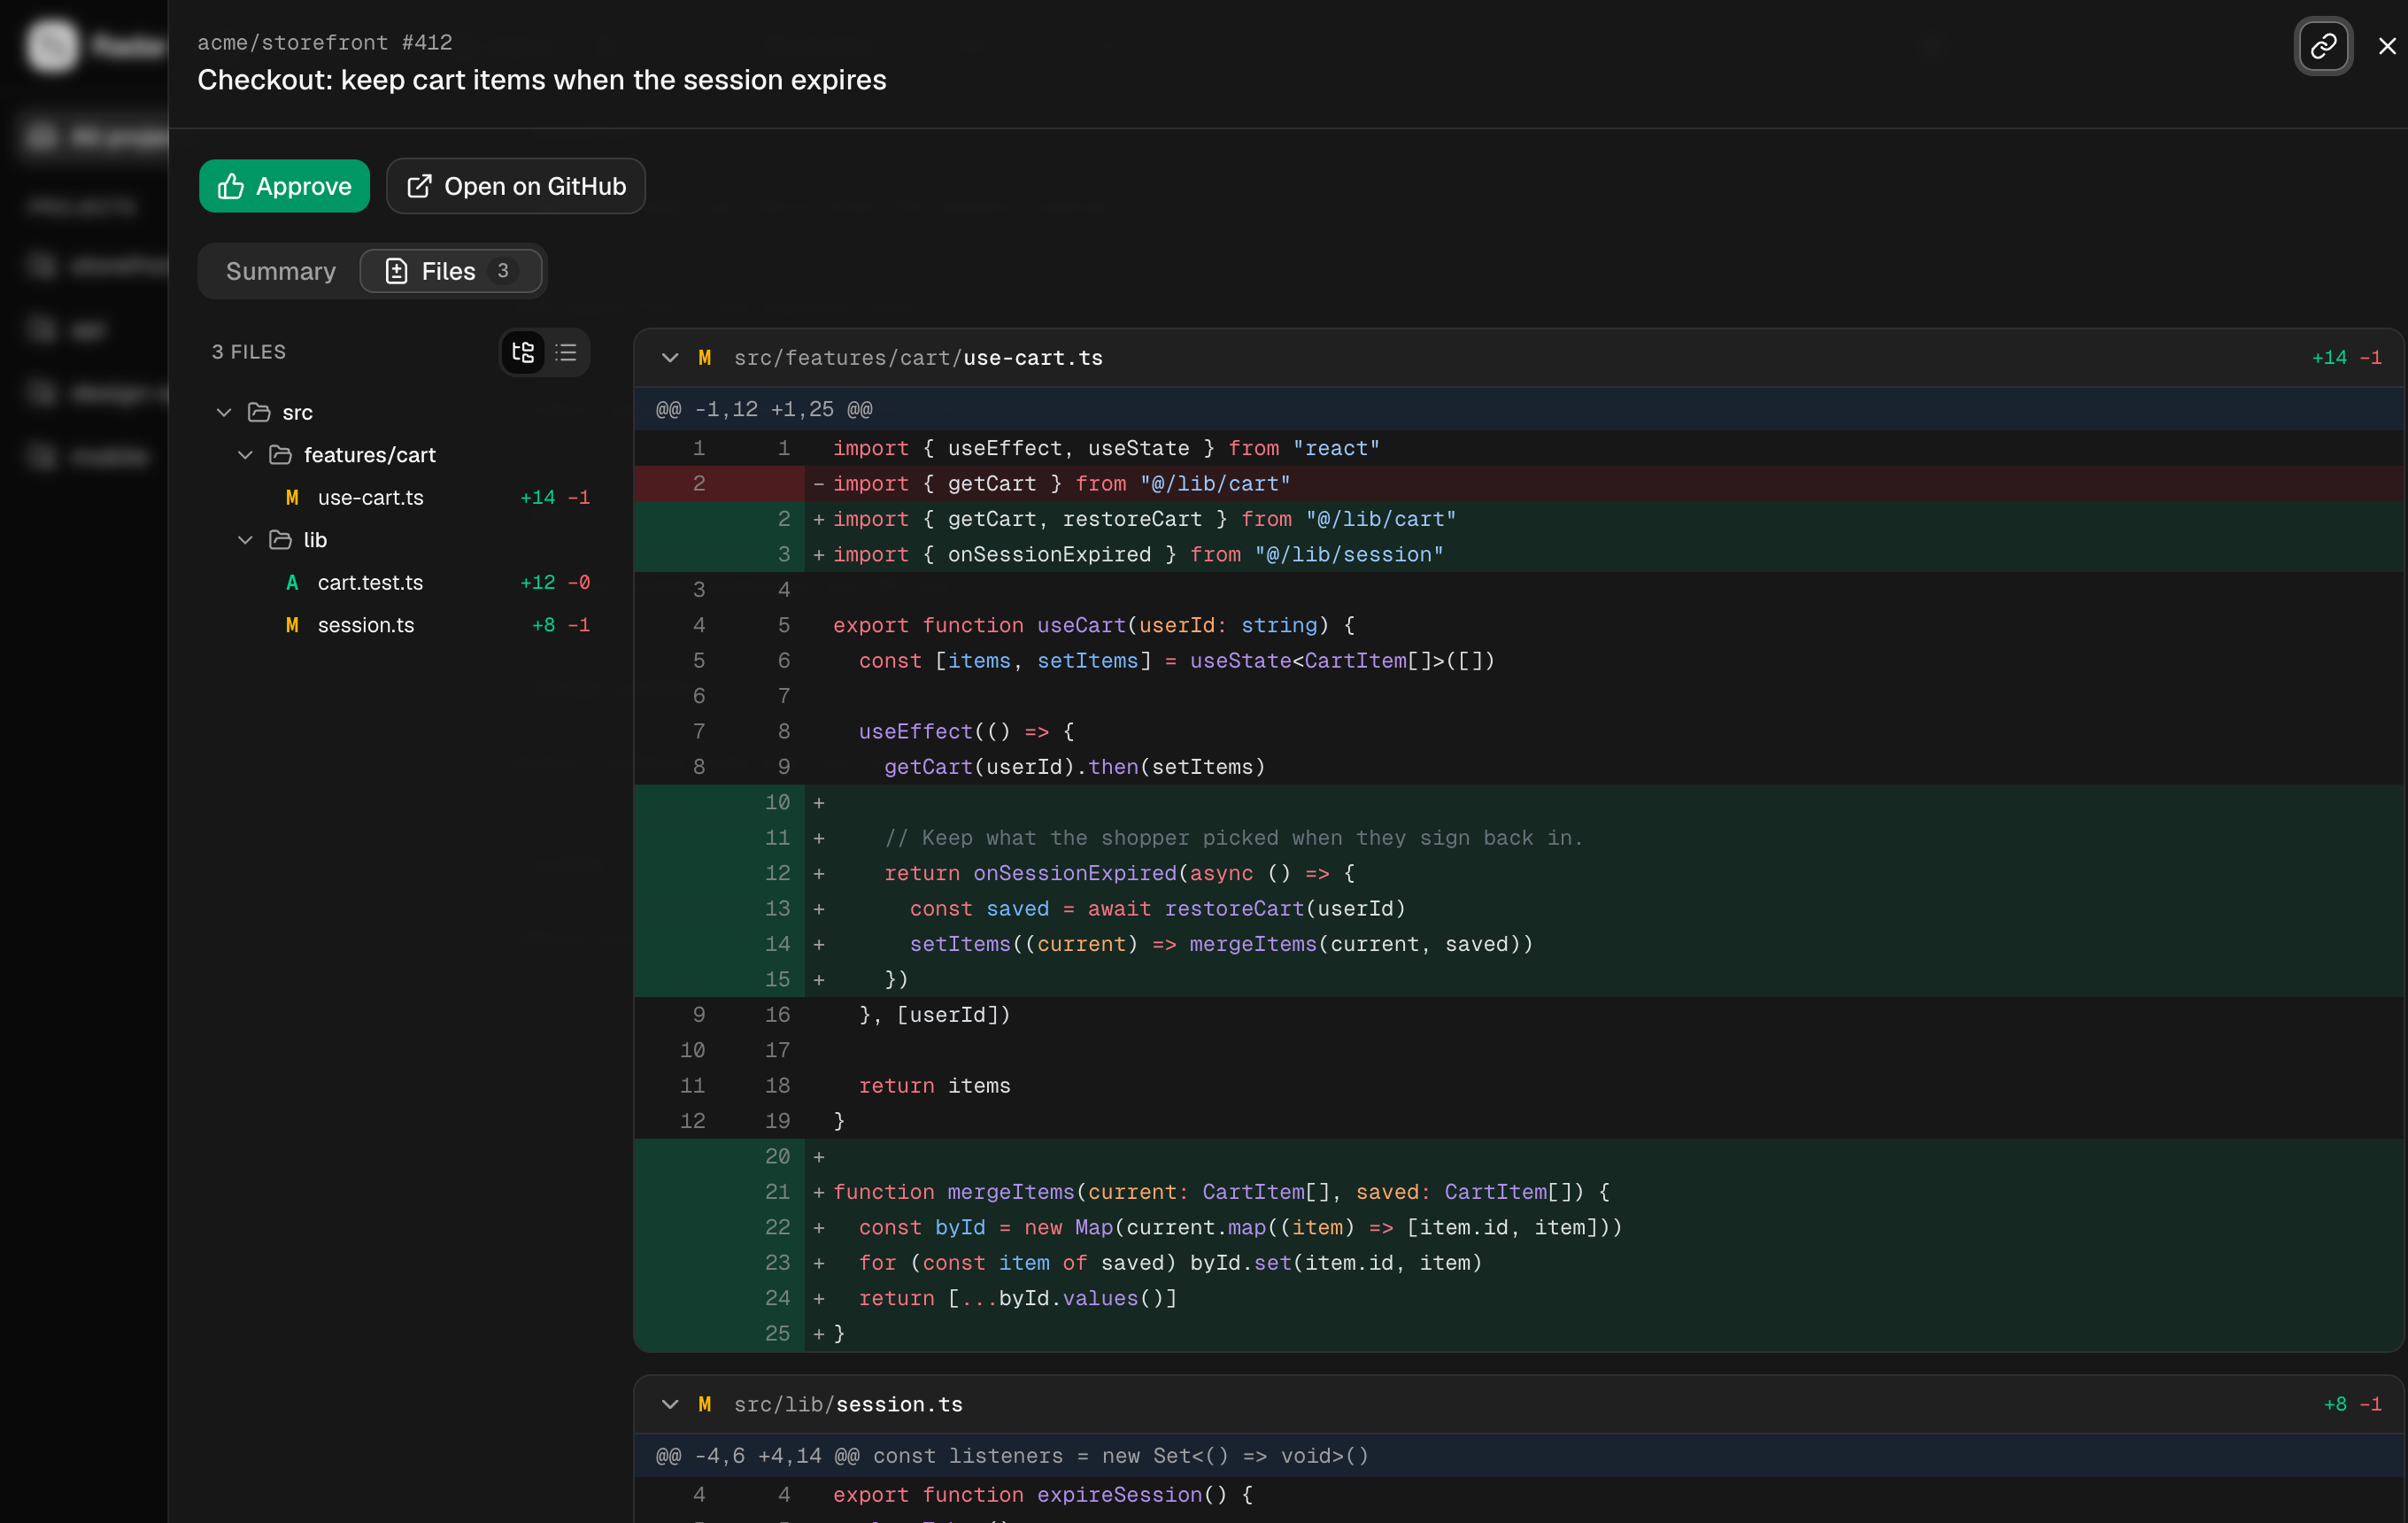 acme/storefront #412
Checkout: keep cart items when the session expires
Approve
Open on GitHub
Summary
Files 3
3 FILES
src
features/cart
M use-cart.ts +14 -1
lib
A cart.test.ts +12 -0
M session.ts +8 -1
M src/features/cart/use-cart.ts +14 -1
@@ -1,12 +1,25 @@
1 1 import { useEffect, useState } from "react"
2 - import { getCart } from "@/lib/cart"
2 + import { getCart, restoreCart } from "@/lib/cart"
3 + import { onSessionExpired } from "@/lib/session"
3 4
4 5 export function useCart(userId: string) {
5 6 const [items, setItems] = useState<CartItem[]>([])
6 7
7 8 useEffect(() => {
8 9 getCart(userId).then(setItems)
10 +
11 + // Keep what the shopper picked when they sign back in.
12 + return onSessionExpired(async () => {
13 + const saved = await restoreCart(userId)
14 + setItems((current) => mergeItems(current, saved))
15 + })
9 16 }, [userId])
10 17
11 18 return items
12 19 }
20 +
21 + function mergeItems(current: CartItem[], saved: CartItem[]) {
22 + const byId = new Map(current.map((item) => [item.id, item]))
23 + for (const item of saved) byId.set(item.id, item)
24 + return [...byId.values()]
25 + }
M src/lib/session.ts +8 -1
@@ -4,6 +4,14 @@ const listeners = new Set<() => void>()
4 4 export function expireSession() {